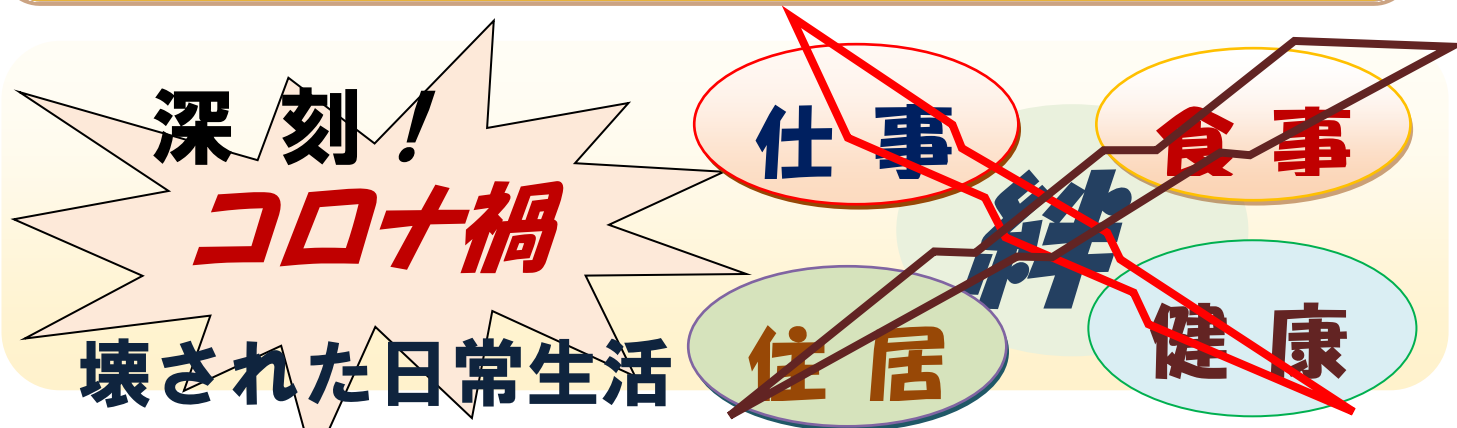 深刻！
コロナ禍
壊された日常生活
仕事
食事
絆
住居
健康